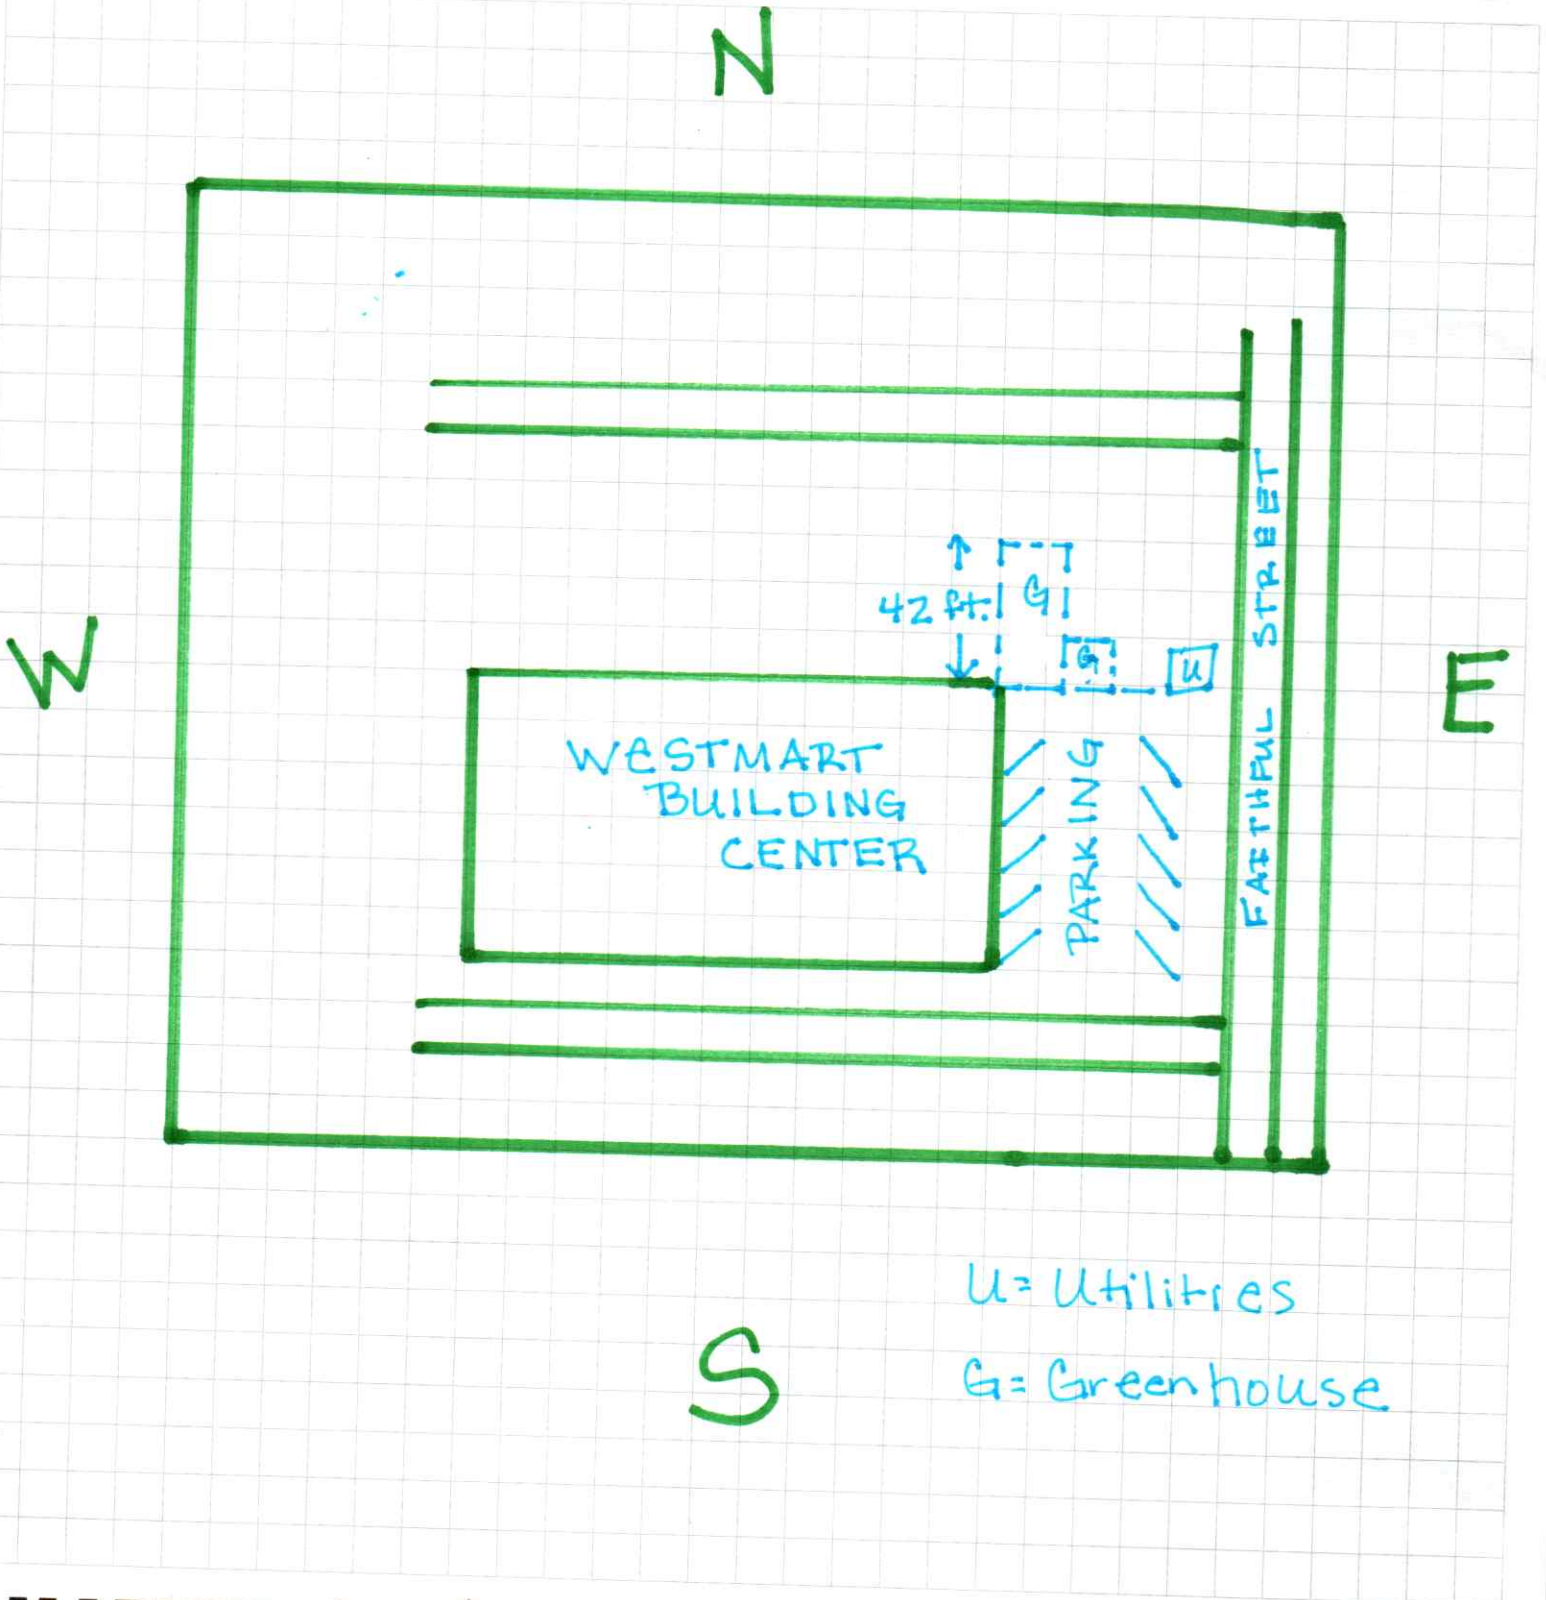 N
FAITHFUL STREET
42 ft.
G
G
U
W
E
WESTMART
BUILDING
CENTER
PARKING
U= Utilities
G= Greenhouse
S